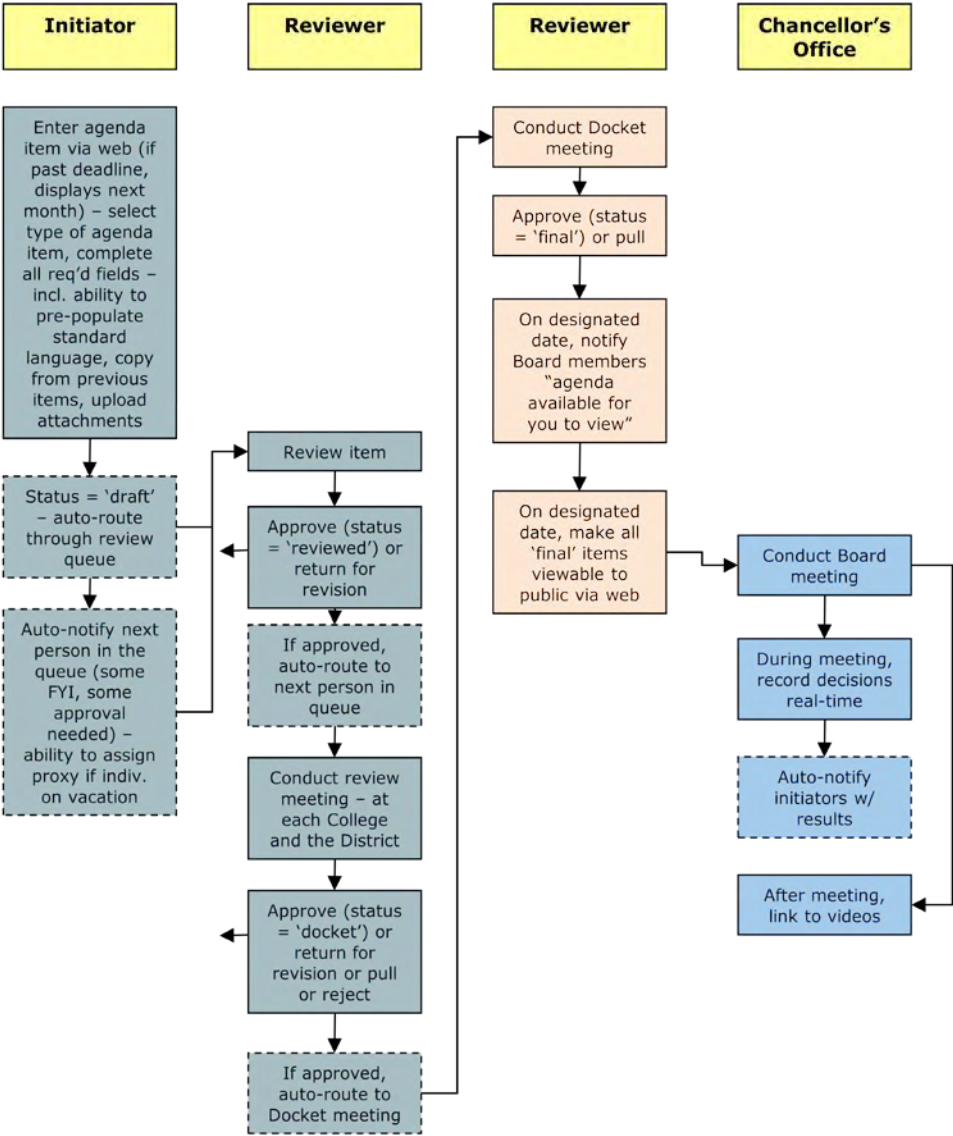 Initiator
Reviewer
Reviewer
Chancellor's
Office
Enter agenda
item via web (if
past deadline,
displays next
month) – select
type of agenda
item, complete
all req'd fields –
incl. ability to
pre-populate
standard
language, copy
from previous
items, upload
attachments
Status = ‘draft’
– auto-route
through review
queue
Auto-notify next
person in the
queue (some
FYI, some
approval
needed) –
ability to assign
proxy if indiv.
on vacation
Review item
Approve (status
= ‘reviewed’) or
return for
revision
If approved,
auto-route to
next person in
queue
Conduct review
meeting – at
each College
and the District
Approve (status
= ‘docket’) or
return for
revision or pull
or reject
If approved,
auto-route to
Docket meeting
Conduct Docket
meeting
Approve (status
= ‘final’) or pull
On designated
date, notify
Board members
“agenda
available for
you to view”
On designated
date, make all
‘final’ items
viewable to
public via web
Conduct Board
meeting
During meeting,
record decisions
real-time
Auto-notify
initiators w/
results
After meeting,
link to videos